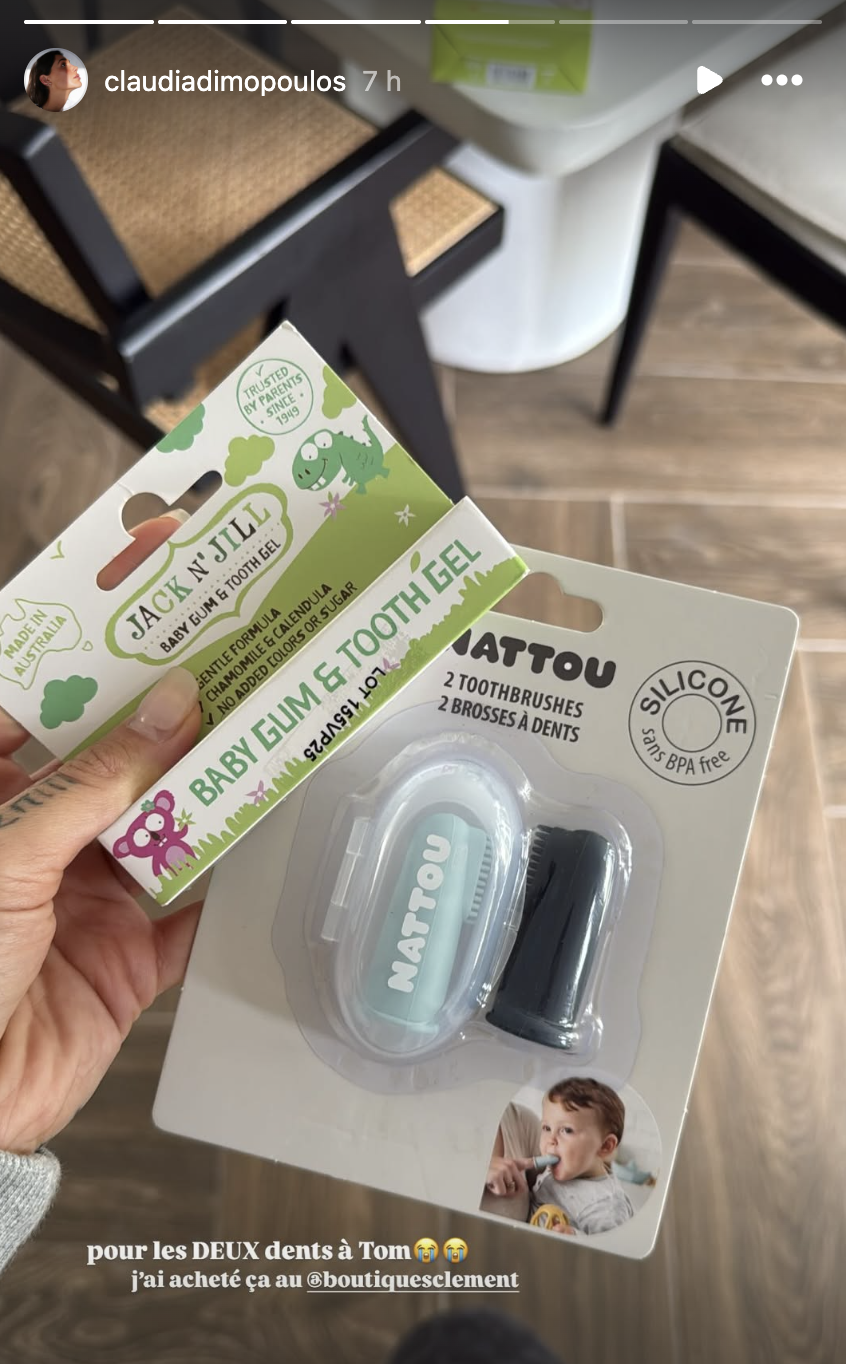 claudiadimopoulos 7 h
TRUSTED
BY PARENTS
SINCE
1949
JACK N' JILL
BABY GUM & TOOTH GEL
MADE IN
AUSTRALIA
GENTLE FORMULA
CHAMOMILE & CALENDULA
NO ADDED COLORS OR SUGAR
BABY GUM & TOOTH GEL
LOT 155VP25
NATTOU
2 TOOTHBRUSHES
2 BROSSES À DENTS
SILICONE
sans BPA free
NATTOU
pour les DEUX dents à Tom😭😭
j'ai acheté ça au @boutiquesclement